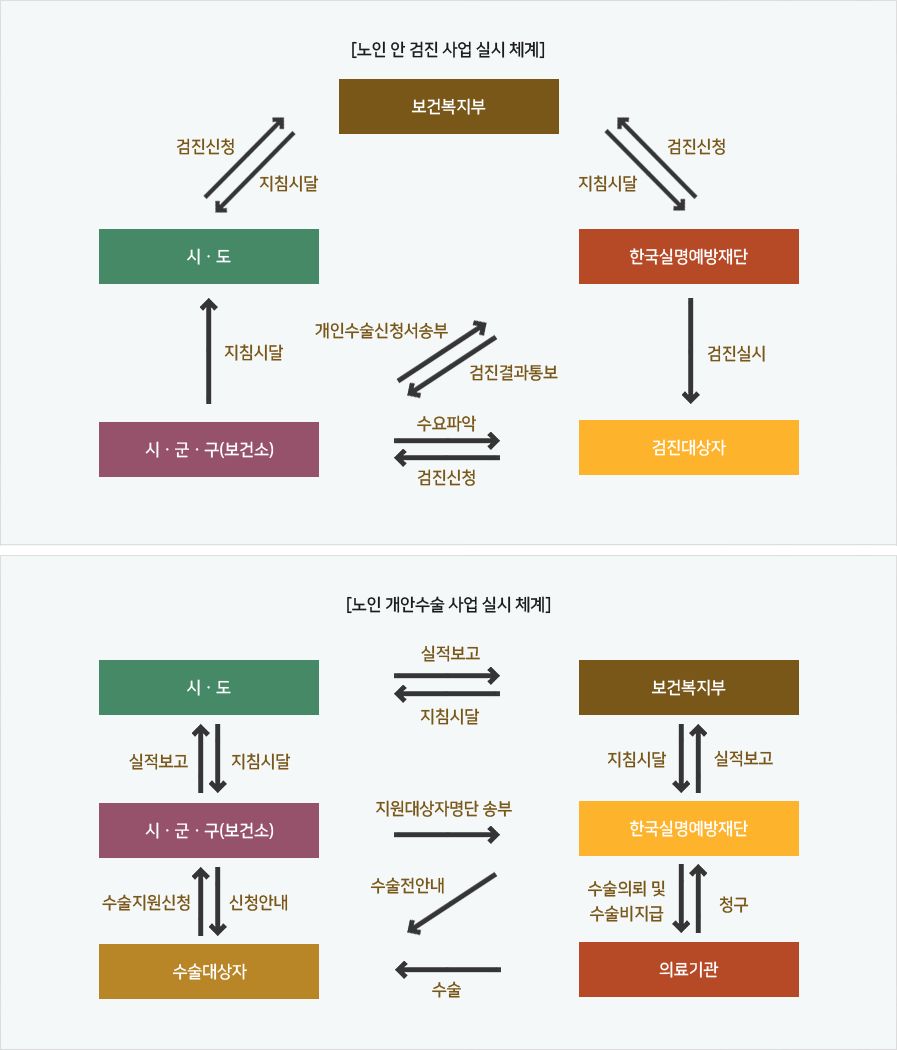 [노인 안 검진 사업 실시 체계]
보건복지부
검진신청
지침시달
검진신청
지침시달
시 · 도
한국실명예방재단
지침시달
개인수술신청서송부
검진결과통보
검진실시
수요파악
검진신청
시 · 군 · 구(보건소)
검진대상자
[노인 개안수술 사업 실시 체계]
실적보고
시 · 도
보건복지부
지침시달
실적보고
지침시달
지침시달
실적보고
지원대상자명단 송부
시 · 군 · 구(보건소)
한국실명예방재단
수술전안내
수술지원신청
신청안내
수술의뢰 및
수술비지급
청구
수술대상자
의료기관
수술